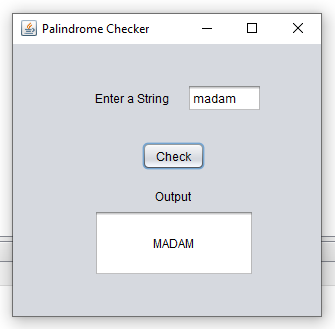 Palindrome Checker
Enter a String madam
Check
Output
MADAM